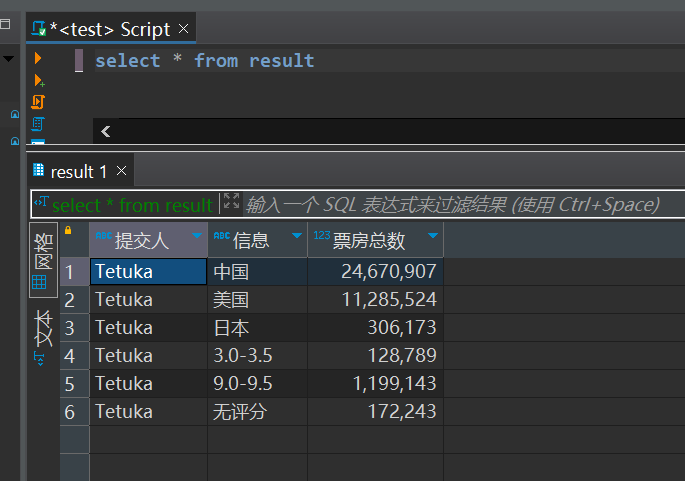 *<test> Script
select * from result
result 1
select * from result 输入一个 SQL 表达式来过滤结果 (使用 Ctrl+Space)
网格
文本
ABC 提交人 ABC 信息 123 票房总数
1 Tetuka 中国 24,670,907
2 Tetuka 美国 11,285,524
3 Tetuka 日本 306,173
4 Tetuka 3.0-3.5 128,789
5 Tetuka 9.0-9.5 1,199,143
6 Tetuka 无评分 172,243